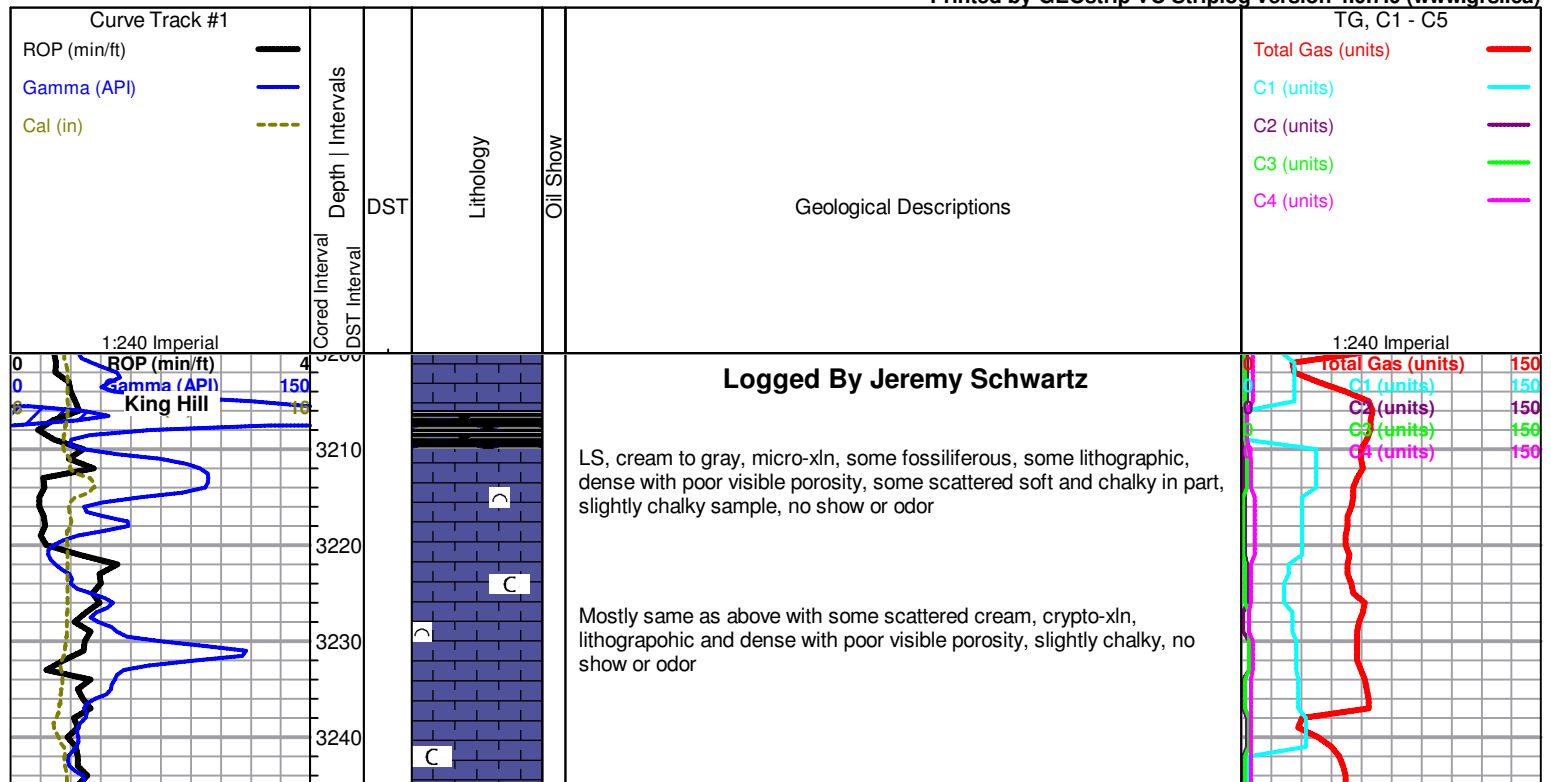 Curve Track #1
ROP (min/ft)
Gamma (API)
Cal (in)
1:240 Imperial
Depth | Intervals
Cored Interval
DST Interval
DST
Lithology
Oil Show
Geological Descriptions
TG, C1 - C5
Total Gas (units)
C1 (units)
C2 (units)
C3 (units)
C4 (units)
1:240 Imperial
0 ROP (min/ft) 4
0 Gamma (API) 150
6 16
King Hill
3200
3210
3220
3230
3240
C
C
Logged By Jeremy Schwartz
LS, cream to gray, micro-xln, some fossiliferous, some lithographic,
dense with poor visible porosity, some scattered soft and chalky in part,
slightly chalky sample, no show or odor
Mostly same as above with some scattered cream, crypto-xln,
lithograpohic and dense with poor visible porosity, slightly chalky, no
show or odor
0 Total Gas (units) 150
0 C1 (units) 150
0 C2 (units) 150
0 C3 (units) 150
0 C4 (units) 150